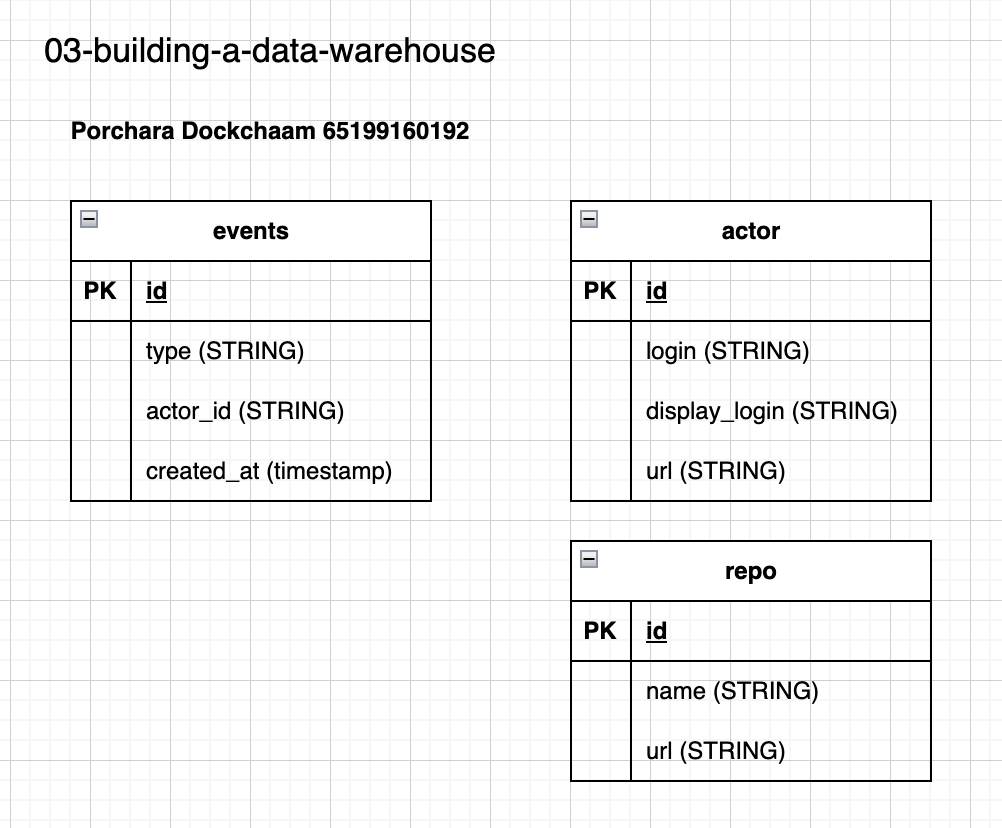 03-building-a-data-warehouse
Porchara Dockchaam 65199160192
events
PK id
type (STRING)
actor_id (STRING)
created_at (timestamp)
actor
PK id
login (STRING)
display_login (STRING)
url (STRING)
repo
PK id
name (STRING)
url (STRING)